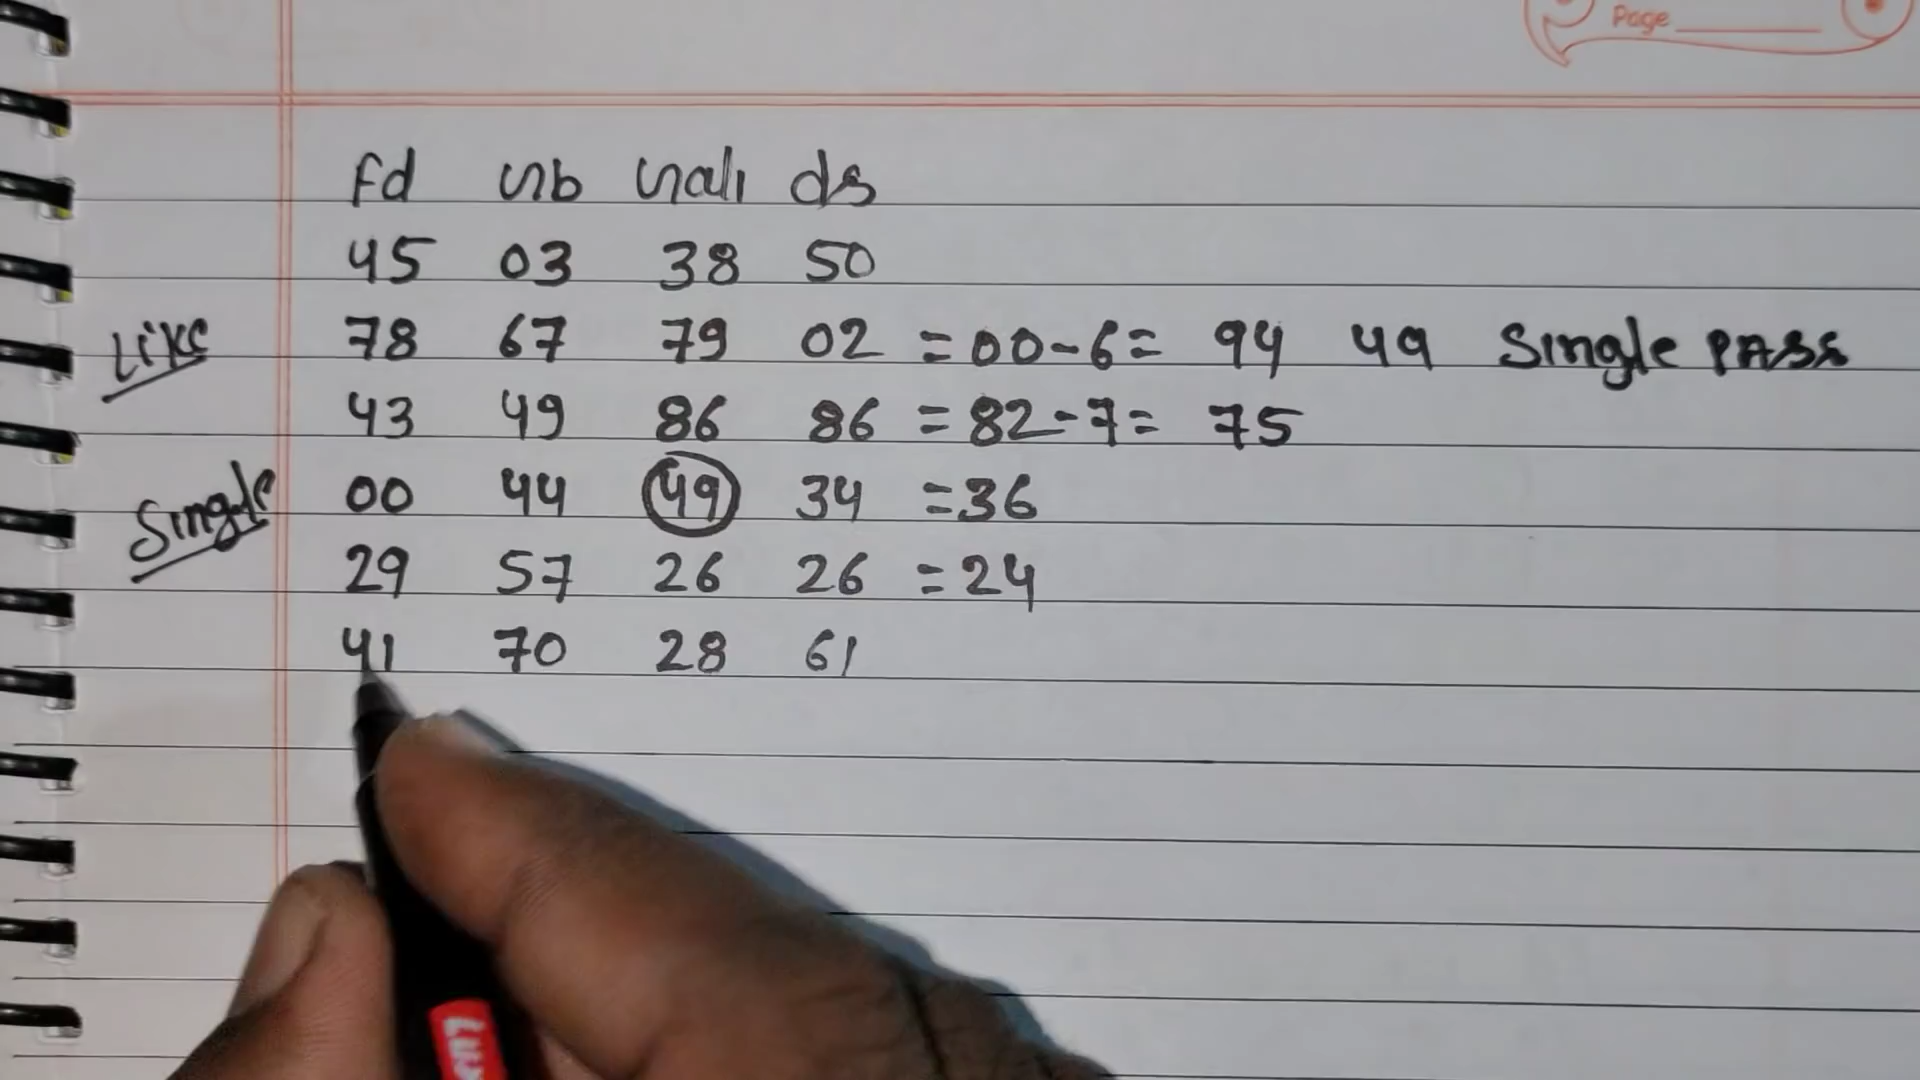 Page
Fd gb gali ds
45 03 38 50
Like
78 67 79 02 = 00-6= 94 49 Single PASS
43 49 86 86 = 82-7= 75
Single
00 44 49 34 =36
29 57 26 26 =24
41 70 28 61